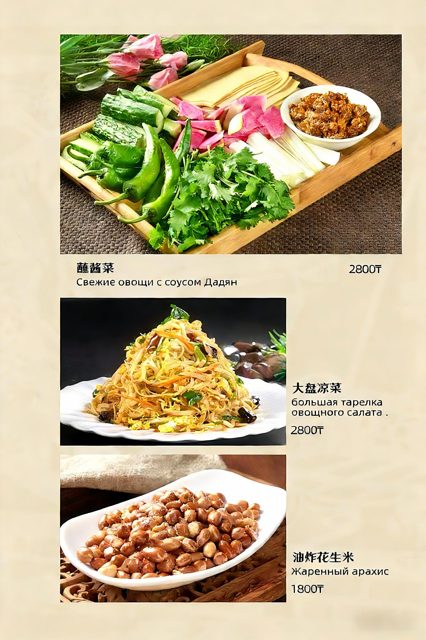 蘸酱菜
2800₸
Свежие овощи с соусом Дадян
大盘凉菜
большая тарелка
овощного салата .
2800₸
油炸花生米
Жаренный арахис
1800₸